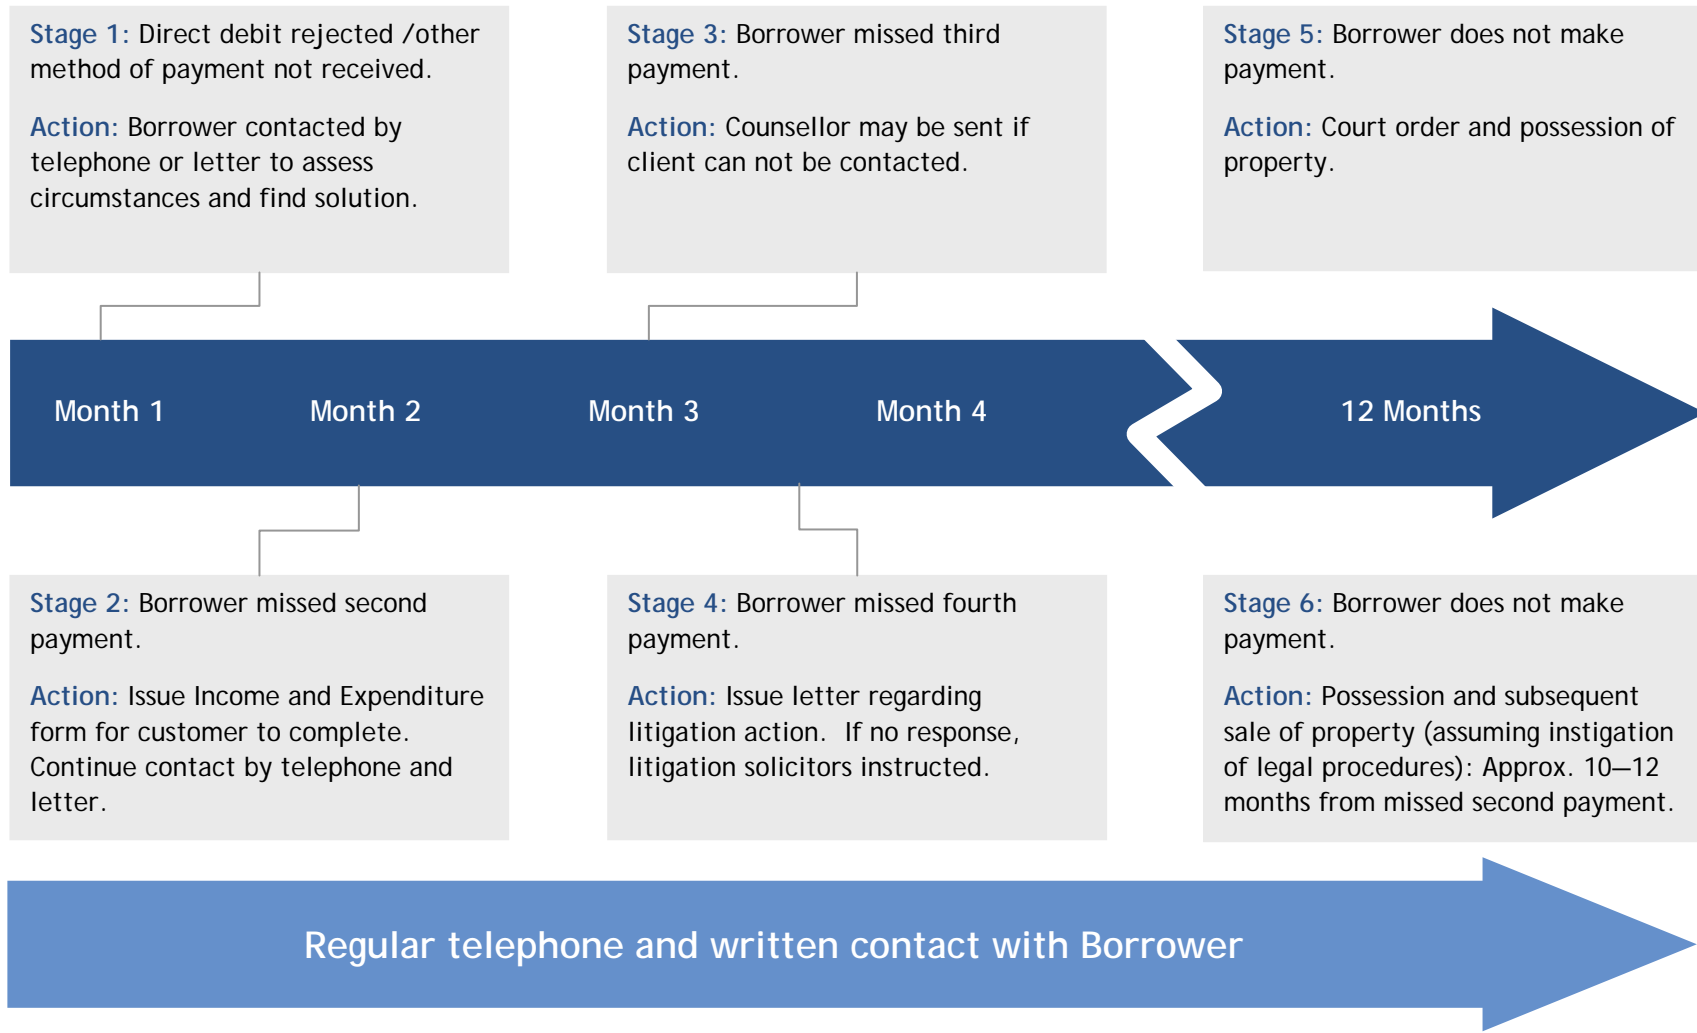 Stage 1: Direct debit rejected /other
method of payment not received.
Action: Borrower contacted by
telephone or letter to assess
circumstances and find solution.
Stage 3: Borrower missed third
payment.
Action: Counsellor may be sent if
client can not be contacted.
Stage 5: Borrower does not make
payment.
Action: Court order and possession of
property.
Month 1
Month 2
Month 3
Month 4
12 Months
Stage 2: Borrower missed second
payment.
Action: Issue Income and Expenditure
form for customer to complete.
Continue contact by telephone and
letter.
Stage 4: Borrower missed fourth
payment.
Action: Issue letter regarding
litigation action.  If no response,
litigation solicitors instructed.
Stage 6: Borrower does not make
payment.
Action: Possession and subsequent
sale of property (assuming instigation
of legal procedures): Approx. 10—12
months from missed second payment.
Regular telephone and written contact with Borrower